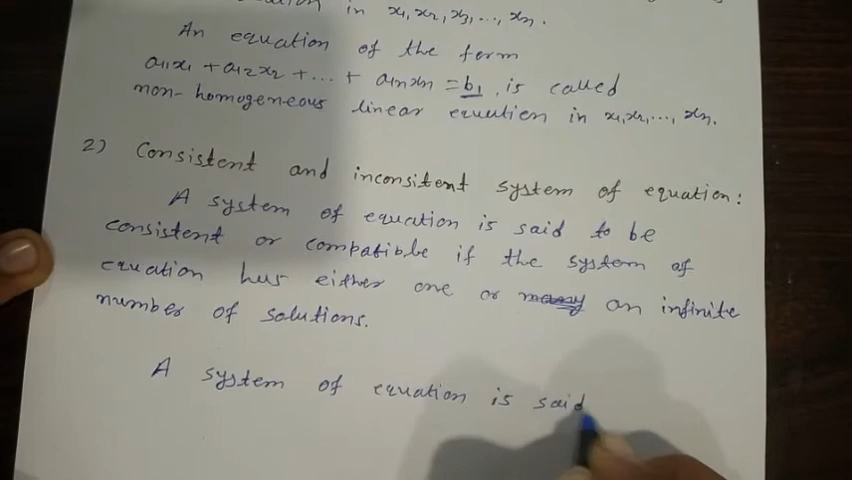 in x1, x2, x3, ..., xn.
An equation of the form
a11x1 + a12x2 + ... + a1nxn = b1, is called
non-homogeneous linear equation in x1, x2, ..., xn.
2) Consistent and inconsistent system of equation:
A system of equation is said to be
consistent or compatible if the system of
equation has either one or many an infinite
number of solutions.
A system of equation is said